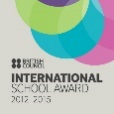 BRITISH
COUNCIL
INTERNATIONAL
SCHOOL AWARD
2012-2015